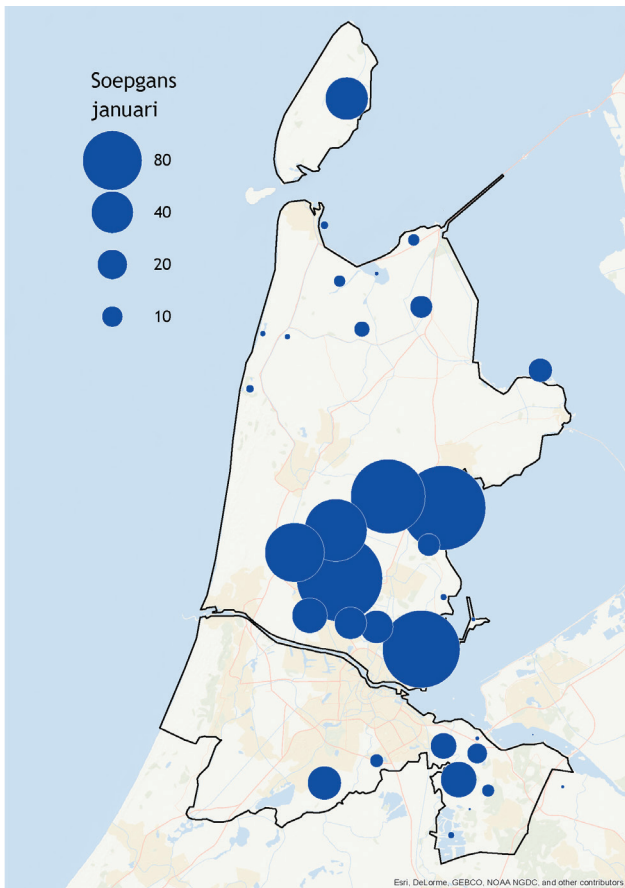 Soepgans
januari
80
40
20
10
Esri, DeLorme, GEBCO, NOAA NGDC, and other contributors